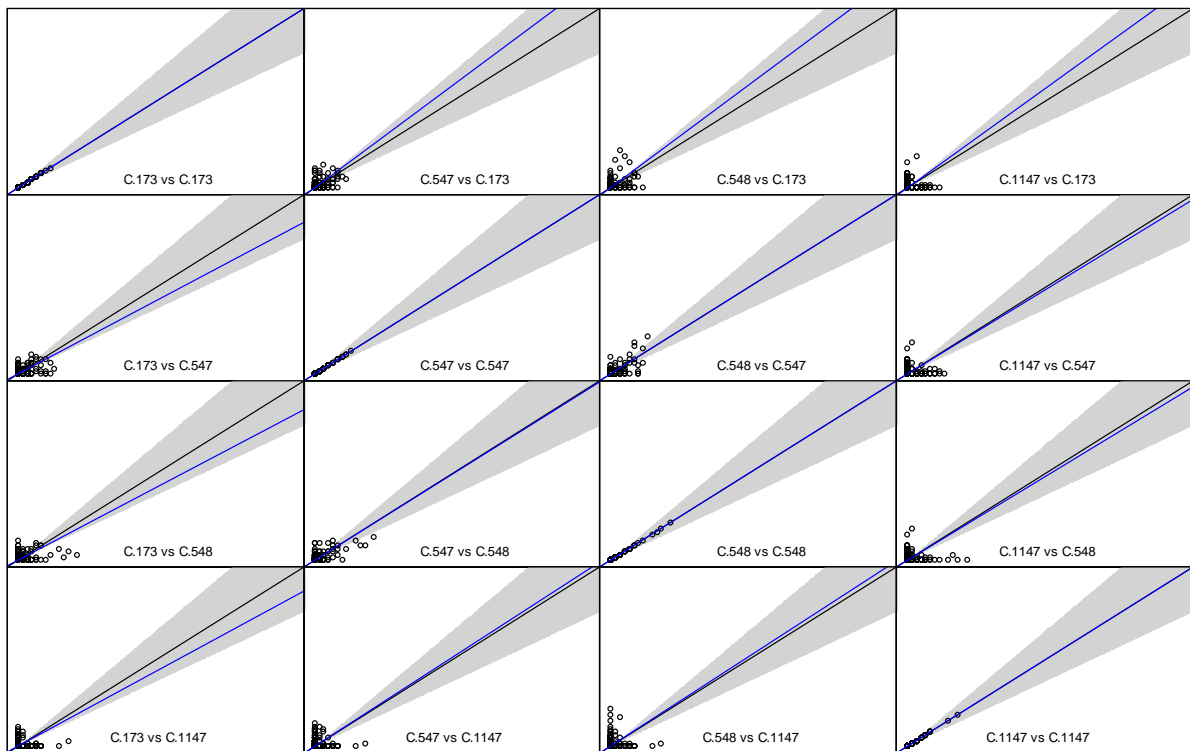 C.173 vs C.173
C.547 vs C.173
C.548 vs C.173
C.1147 vs C.173
C.173 vs C.547
C.547 vs C.547
C.548 vs C.547
C.1147 vs C.547
C.173 vs C.548
C.547 vs C.548
C.548 vs C.548
C.1147 vs C.548
C.173 vs C.1147
C.547 vs C.1147
C.548 vs C.1147
C.1147 vs C.1147